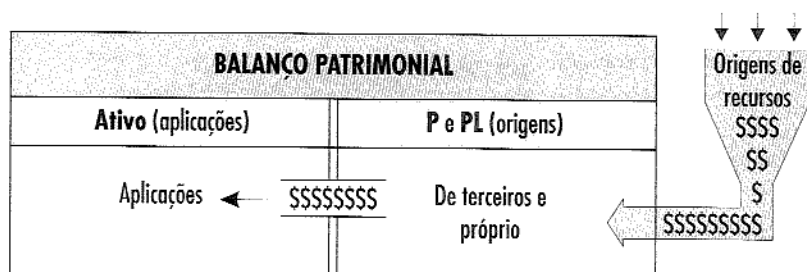 BALANÇO PATRIMONIAL
Ativo (aplicações)
P e PL (origens)
Aplicações
$$$$$$$$
De terceiros e
próprio
Origens de
recursos
$$$$
$$
$
$$$$$$$$$